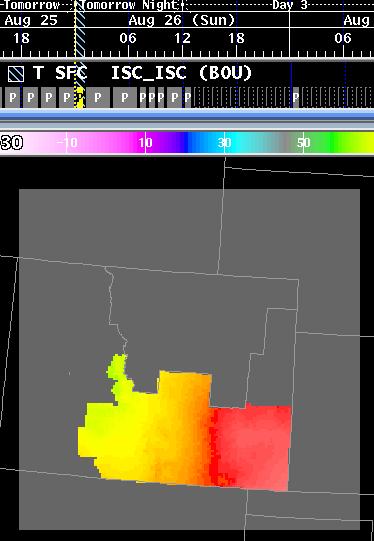 Tomorrow Tomorrow Night Day 3
Aug 25 Aug 26 (Sun) Aug
18 06 12 18 06
T SFC ISC_ISC (BOU)
P P P P P P P P P P P P P
30 -10 10 30 50